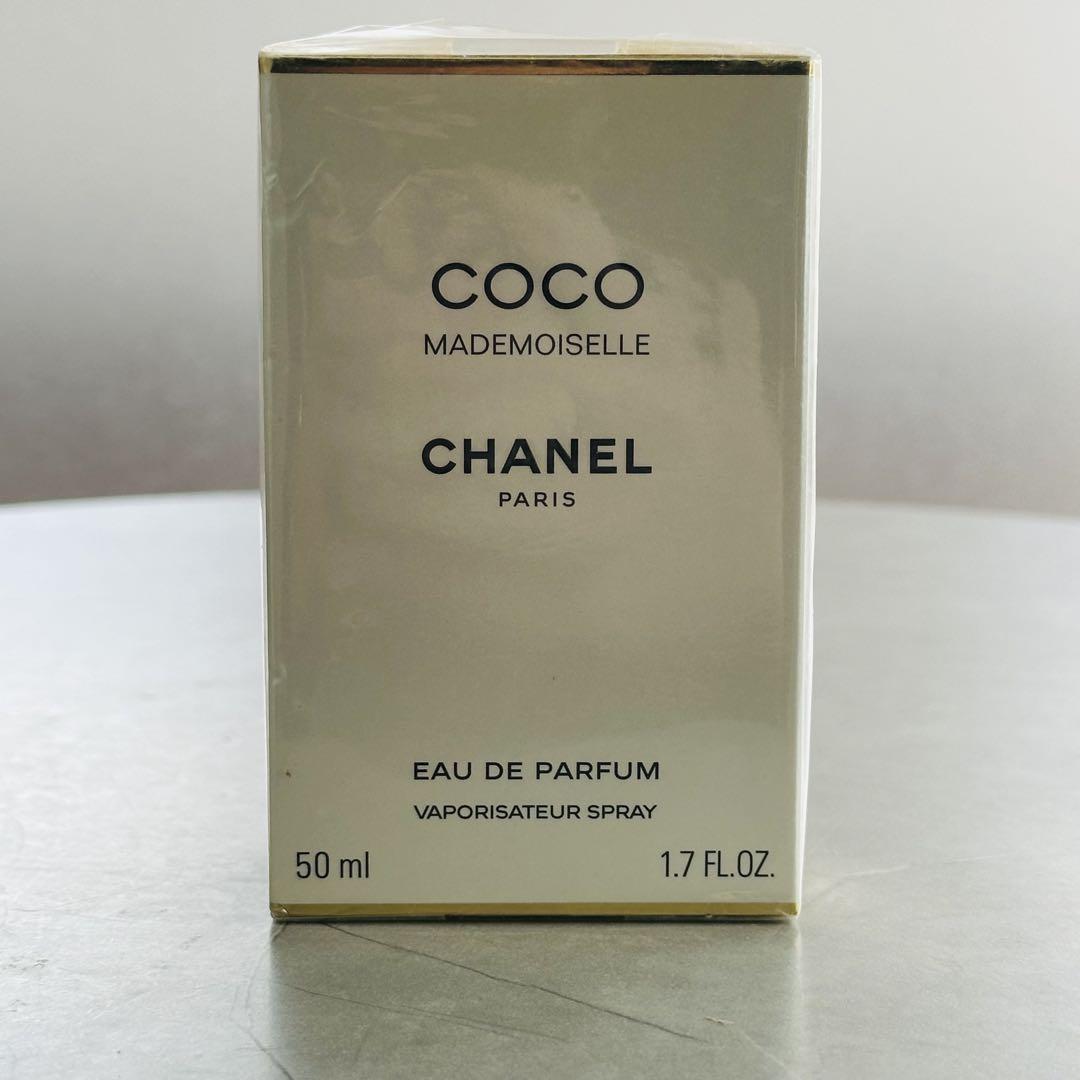 COCO
MADEMOISELLE
CHANEL
PARIS
EAU DE PARFUM
VAPORISATEUR SPRAY
50 ml 1.7 FL.OZ.